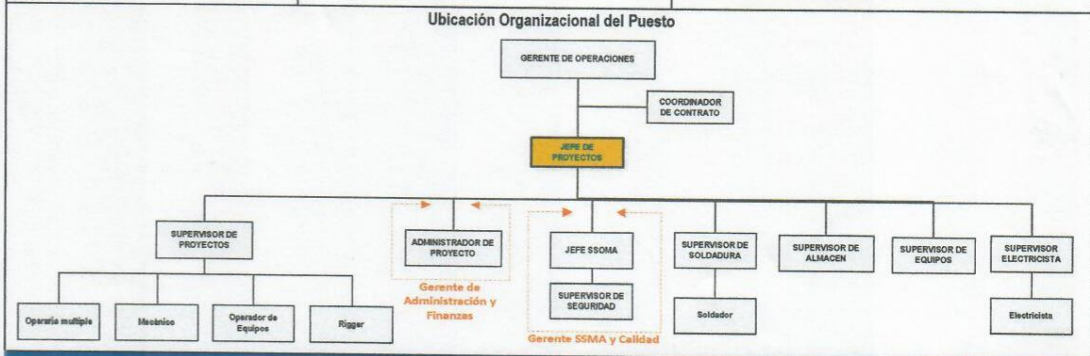 Ubicación Organizacional del Puesto
GERENTE DE OPERACIONES
COORDINADOR
DE CONTRATO
JEFE DE
PROYECTOS
SUPERVISOR DE
PROYECTOS
ADMINISTRADOR DE
PROYECTO
JEFE SSOMA
SUPERVISOR DE
SOLDADURA
SUPERVISOR DE
ALMACEN
SUPERVISOR DE
EQUIPOS
SUPERVISOR
ELECTRICISTA
Gerente de
Administración y
Finanzas
SUPERVISOR DE
SEGURIDAD
Gerente SSMA y Calidad
Operario multiple
Mecánico
Operador de
Equipos
Rigger
Soldador
Electricista